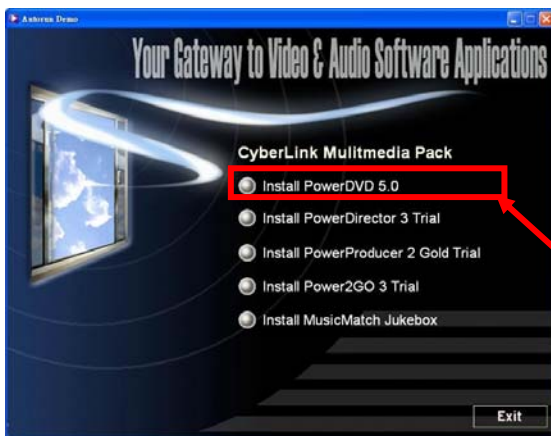 Autorun Demo
Your Gateway to Video & Audio Software Applications
CyberLink Mulitmedia Pack
Install PowerDVD 5.0
Install PowerDirector 3 Trial
Install PowerProducer 2 Gold Trial
Install Power2GO 3 Trial
Install MusicMatch Jukebox
Exit